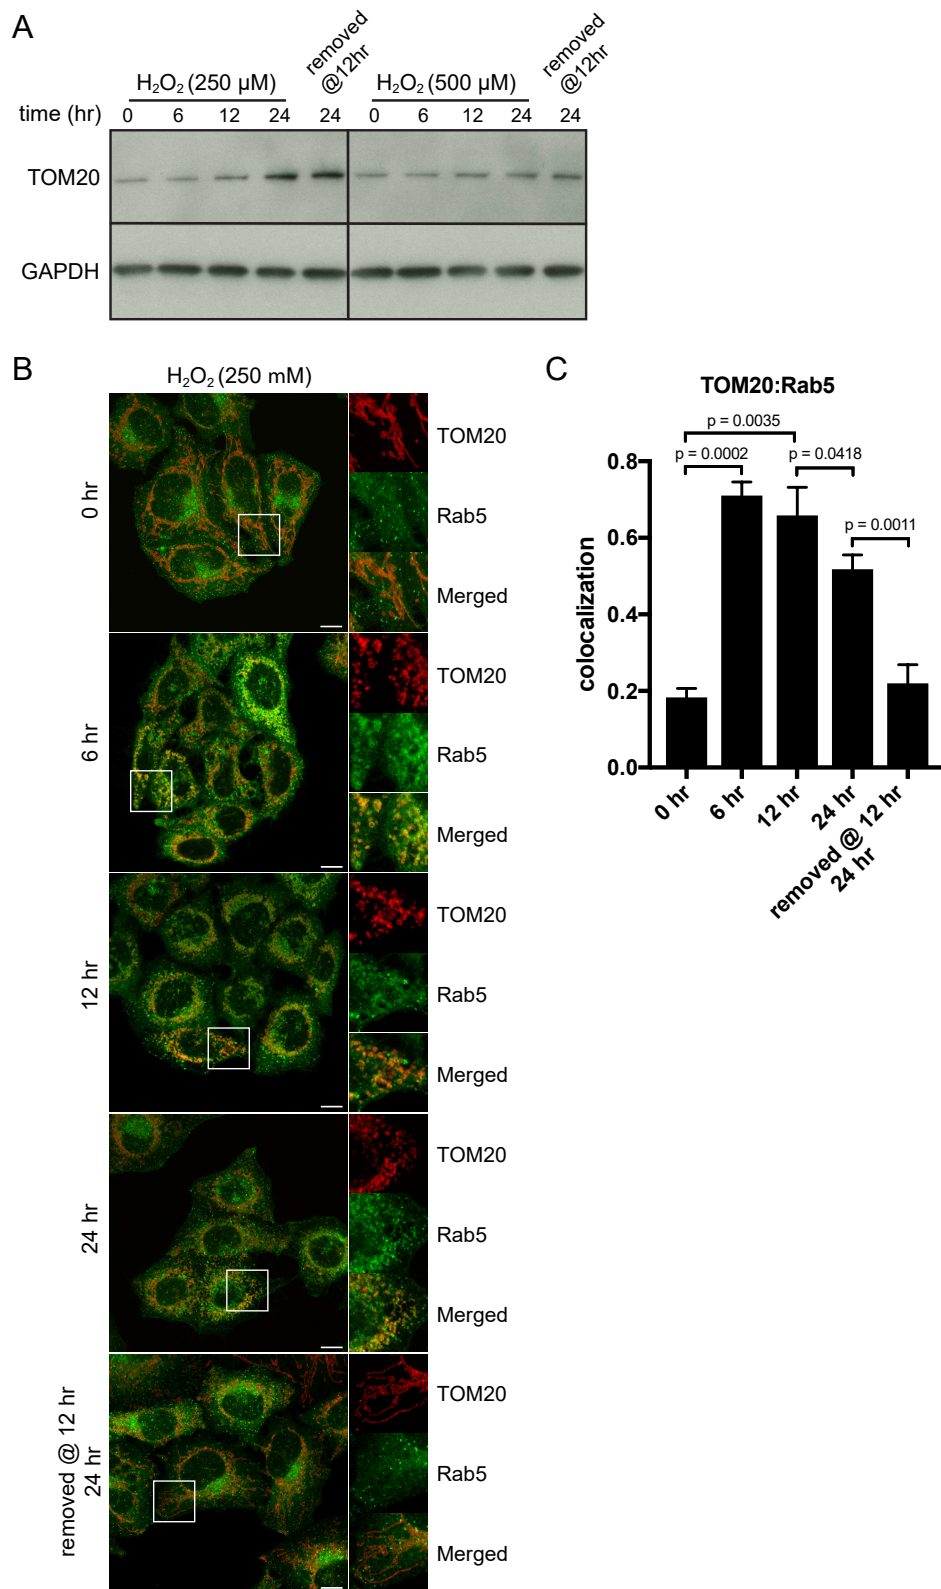 A
H₂O₂ (250 µM)
removed
@12hr
H₂O₂ (500 µM)
removed
@12hr
time (hr) 0 6 12 24 24 0 6 12 24 24
TOM20
GAPDH
B
H₂O₂ (250 mM)
0 hr
TOM20
Rab5
Merged
6 hr
TOM20
Rab5
Merged
12 hr
TOM20
Rab5
Merged
24 hr
TOM20
Rab5
Merged
removed @ 12 hr
24 hr
TOM20
Rab5
Merged
C
TOM20:Rab5
p = 0.0035
p = 0.0002
p = 0.0418
p = 0.0011
colocalization
0.8
0.6
0.4
0.2
0.0
0 hr
6 hr
12 hr
24 hr
removed @ 12 hr
24 hr